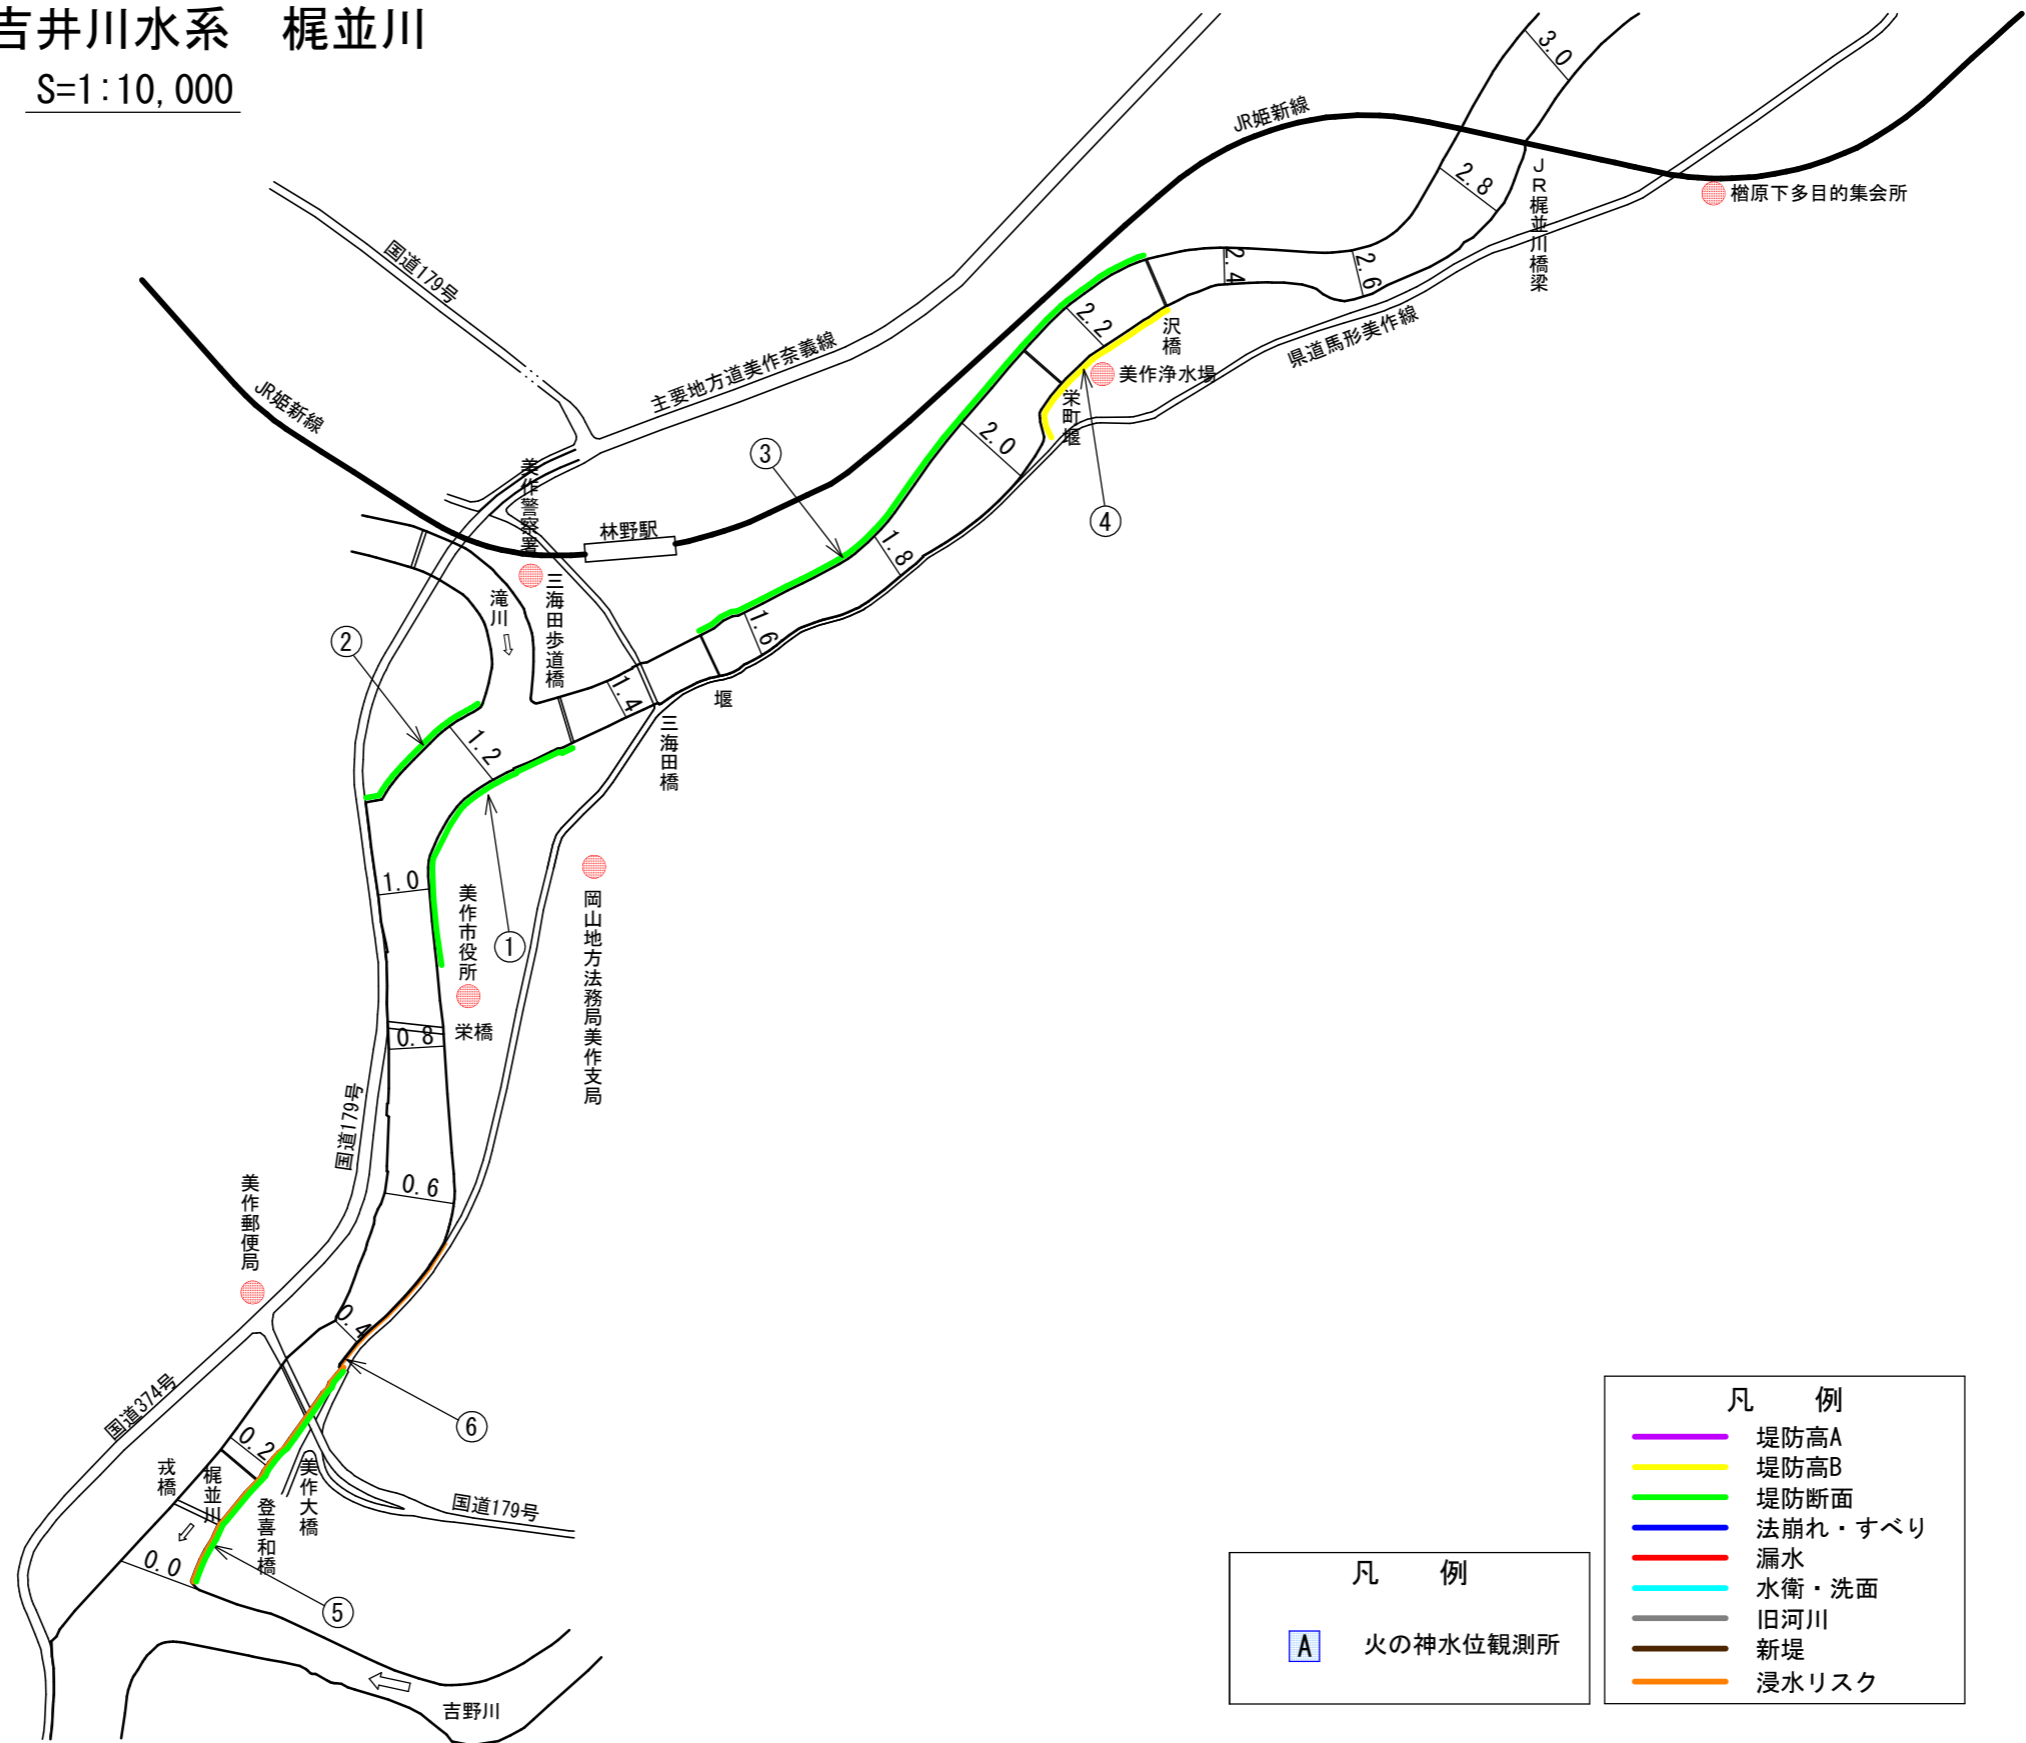 吉井川水系 梶並川
S=1:10,000
3.0
JR姫新線
2.8
JR梶並川橋梁
楢原下多目的集会所
国道179号
2.4
2.6
2.2
沢橋
県道馬形美作線
主要地方道美作奈義線
美作浄水場
JR姫新線
栄町堰
2.0
③
④
美作警察署
林野駅
1.8
滝川
三海田歩道橋
②
1.6
1.4
堰
三海田橋
1.2
1.0
美作市役所
①
岡山地方法務局美作支局
栄橋
0.8
国道179号
0.6
美作郵便局
0.4
国道374号
⑥
0.2
戎橋
梶並川
登喜和橋
美作大橋
国道179号
0.0
⑤
吉野川
凡 例
A 火の神水位観測所
凡 例
堤防高A
堤防高B
堤防断面
法崩れ・すべり
漏水
水衝・洗面
旧河川
新堤
浸水リスク